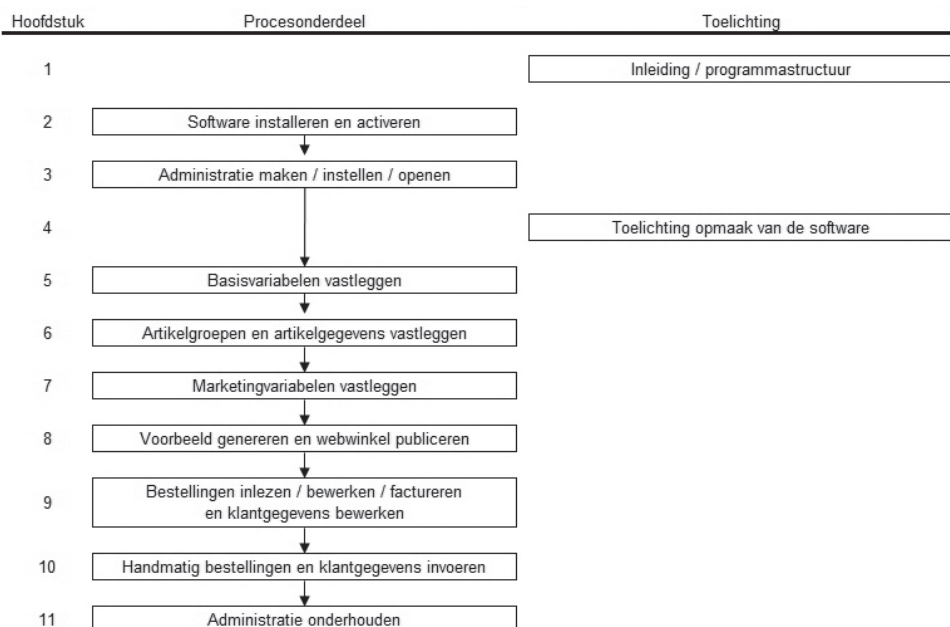 Hoofdstuk Procesonderdeel Toelichting
1 Inleiding / programmastructuur
2 Software installeren en activeren
3 Administratie maken / instellen / openen
4 Toelichting opmaak van de software
5 Basisvariabelen vastleggen
6 Artikelgroepen en artikelgegevens vastleggen
7 Marketingvariabelen vastleggen
8 Voorbeeld genereren en webwinkel publiceren
9 Bestellingen inlezen / bewerken / factureren
en klantgegevens bewerken
10 Handmatig bestellingen en klantgegevens invoeren
11 Administratie onderhouden